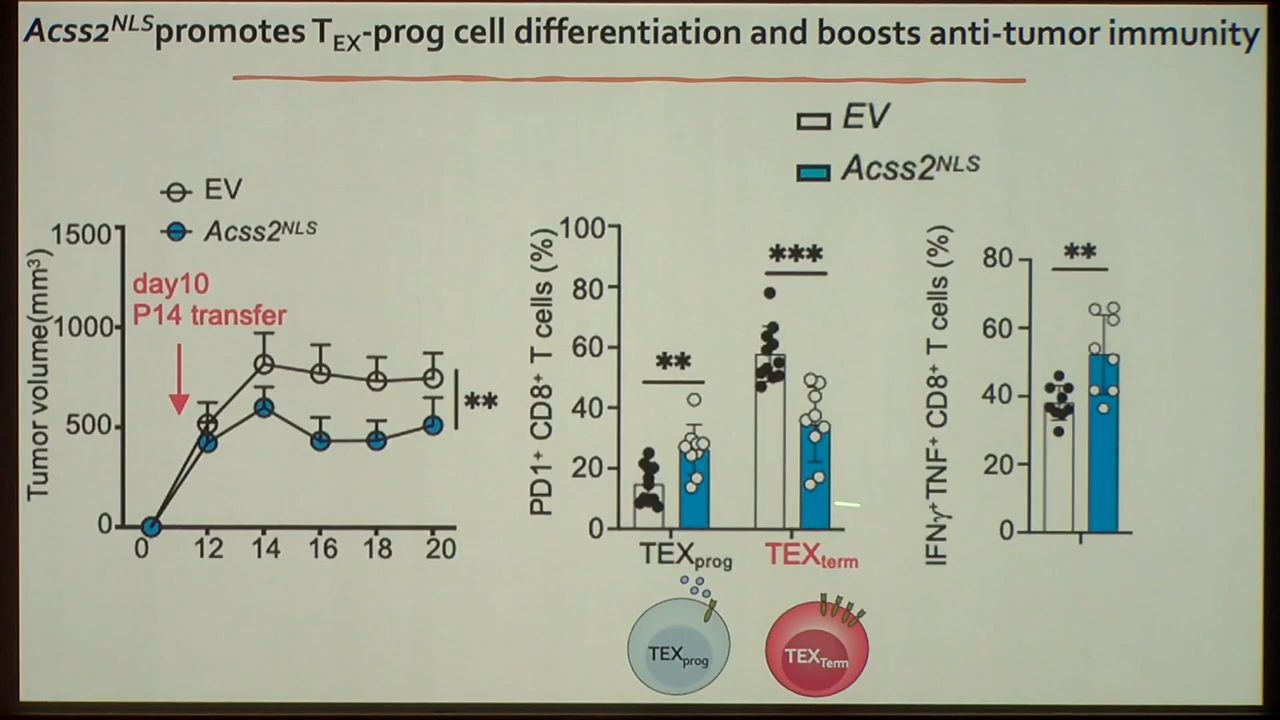 Acss2NLS promotes TEX-prog cell differentiation and boosts anti-tumor immunity
EV
Acss2NLS
EV
Acss2NLS
day10
P14 transfer
Tumor volume(mm3)
1500
1000
500
0
0 12 14 16 18 20
**
PD1+ CD8+ T cells (%)
100
80
60
40
20
0
**
***
TEXprog TEXterm
TEXprog
TEXTerm
IFNγ+TNF+ CD8+ T cells (%)
80
60
40
20
0
**